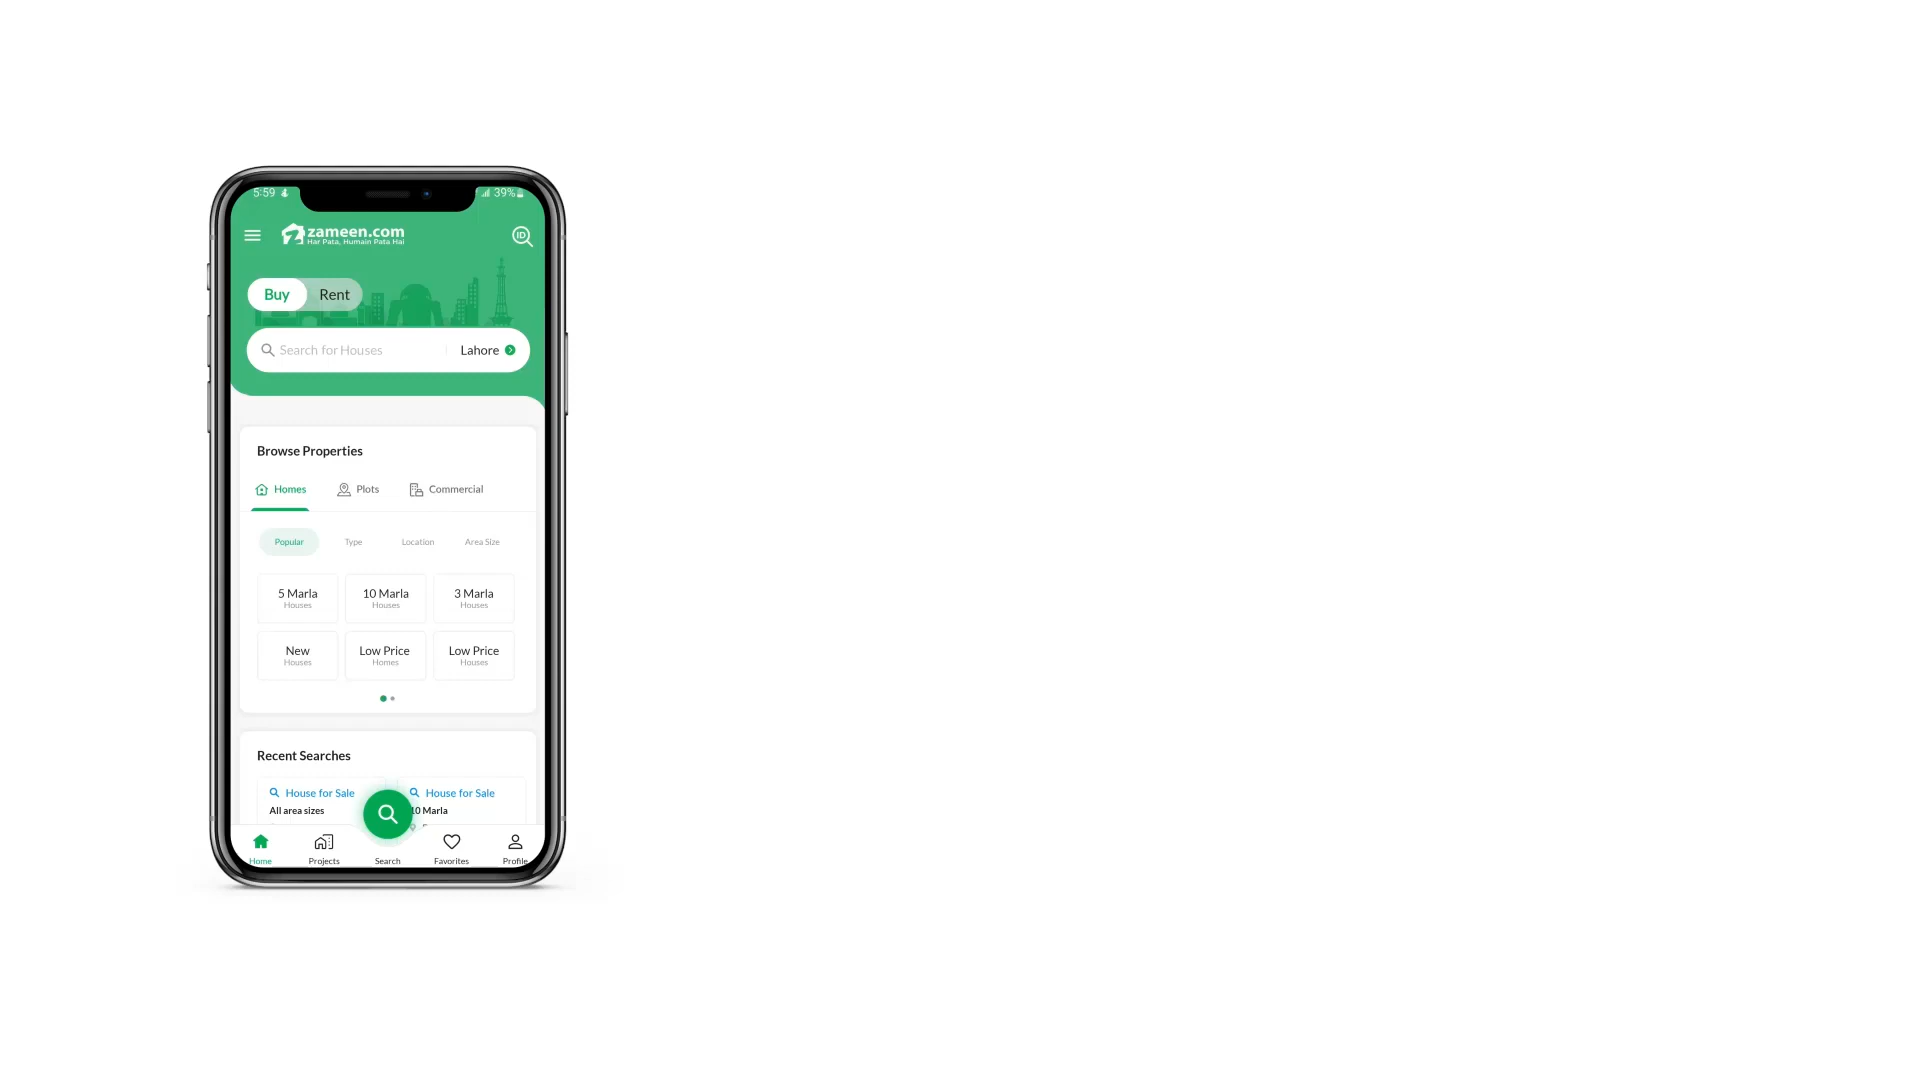 5:59
39%
zameen.com
Har Pata, Humain Pata Hai
ID
Buy Rent
Search for Houses Lahore
Browse Properties
Homes Plots Commercial
Popular Type Location Area Size
5 Marla 10 Marla 3 Marla
Houses Houses Houses
New Low Price Low Price
Houses Homes Houses
Recent Searches
House for Sale House for Sale
All area sizes 10 Marla
Home Projects Search Favorites Profile